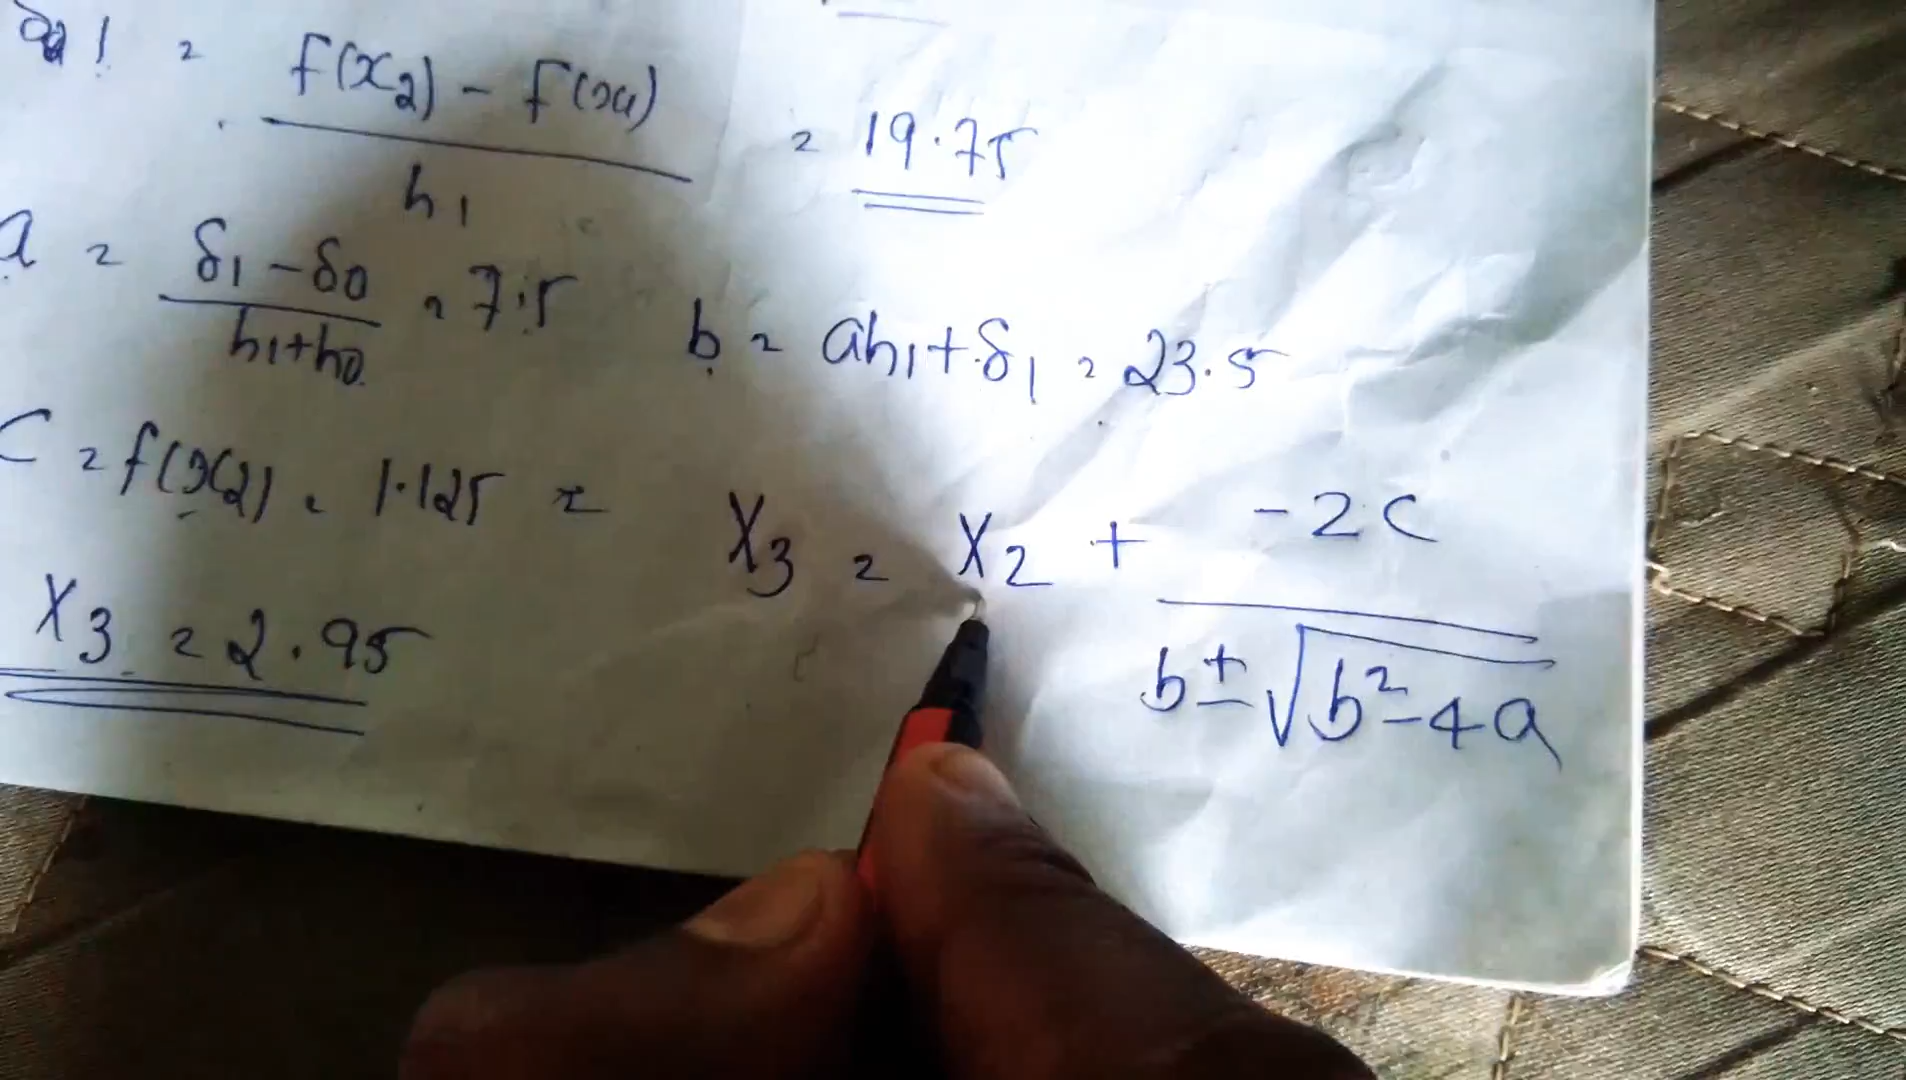 δ1 = f(x2) - f(x1) / h1 = 19.75
a = δ1 - δ0 / h1+h0 = 7.5
b = ah1+δ1 = 23.5
C = f(x2) = 1.125 =
X3 = X2 + -2C / b ± √b² - 4a
X3 = 2.95